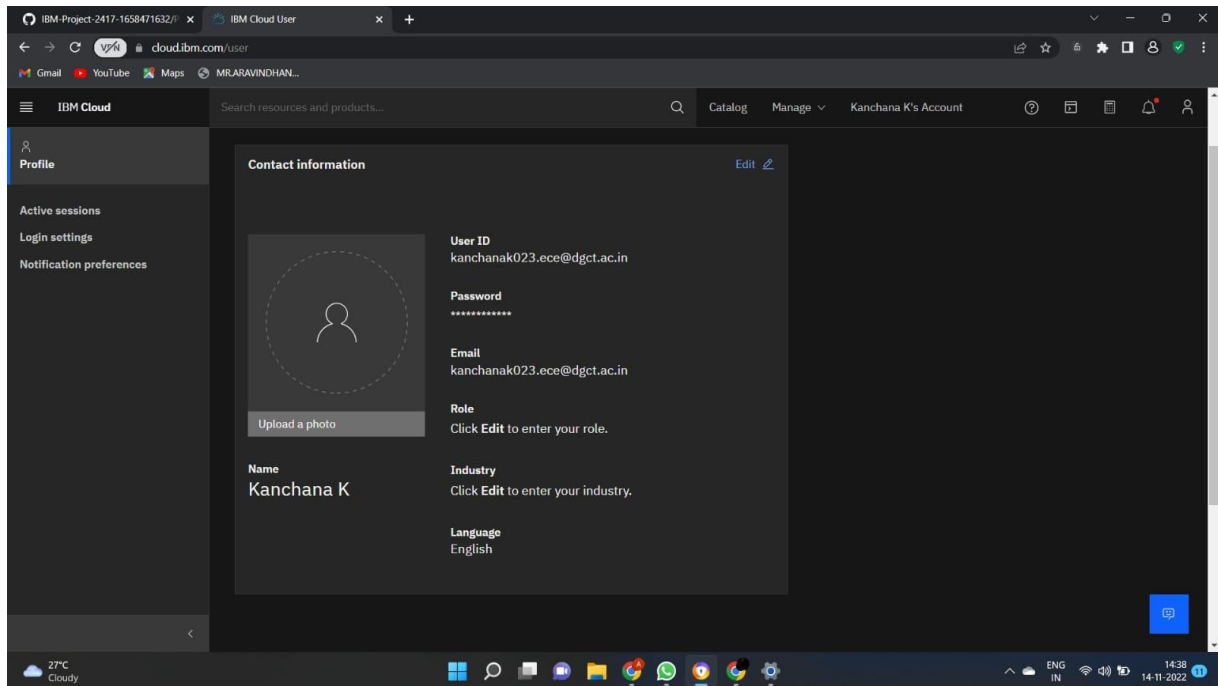 IBM-Project-2417-1658471632/P
IBM Cloud User
VPN
cloud.ibm.com/user
Gmail YouTube Maps MR.ARAVINDHAN...
IBM Cloud
Search resources and products...
Catalog Manage Kanchana K's Account
Profile
Active sessions
Login settings
Notification preferences
Contact information
Edit
Upload a photo
Name
Kanchana K
User ID
kanchanak023.ece@dgct.ac.in
Password
************
Email
kanchanak023.ece@dgct.ac.in
Role
Click Edit to enter your role.
Industry
Click Edit to enter your industry.
Language
English
27°C
Cloudy
ENG
IN
14:38
14-11-2022
11